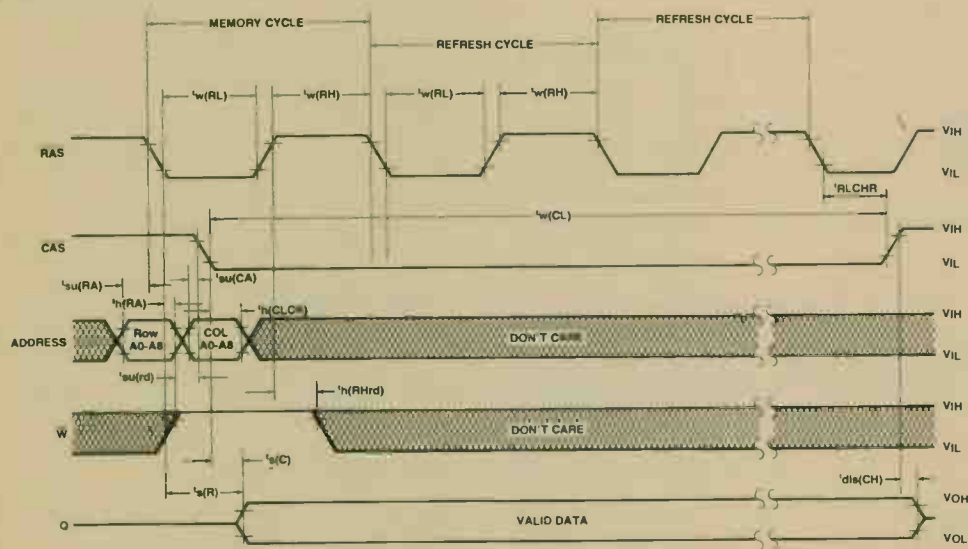 MEMORY CYCLE
REFRESH CYCLE
REFRESH CYCLE
tw(RL)
tw(RH)
tw(RL)
tw(RH)
RAS
VIH
VIL
tRLCHR
tw(CL)
CAS
VIH
VIL
tsu(RA)
tsu(CA)
th(RA)
th(CLCA)
ADDRESS
Row
A0-A8
COL
A0-A8
DON'T CARE
VIH
VIL
tsu(rd)
th(RHrd)
W
DON'T CARE
VIH
VIL
ta(C)
ta(R)
tdis(CH)
Q
VALID DATA
VOH
VOL